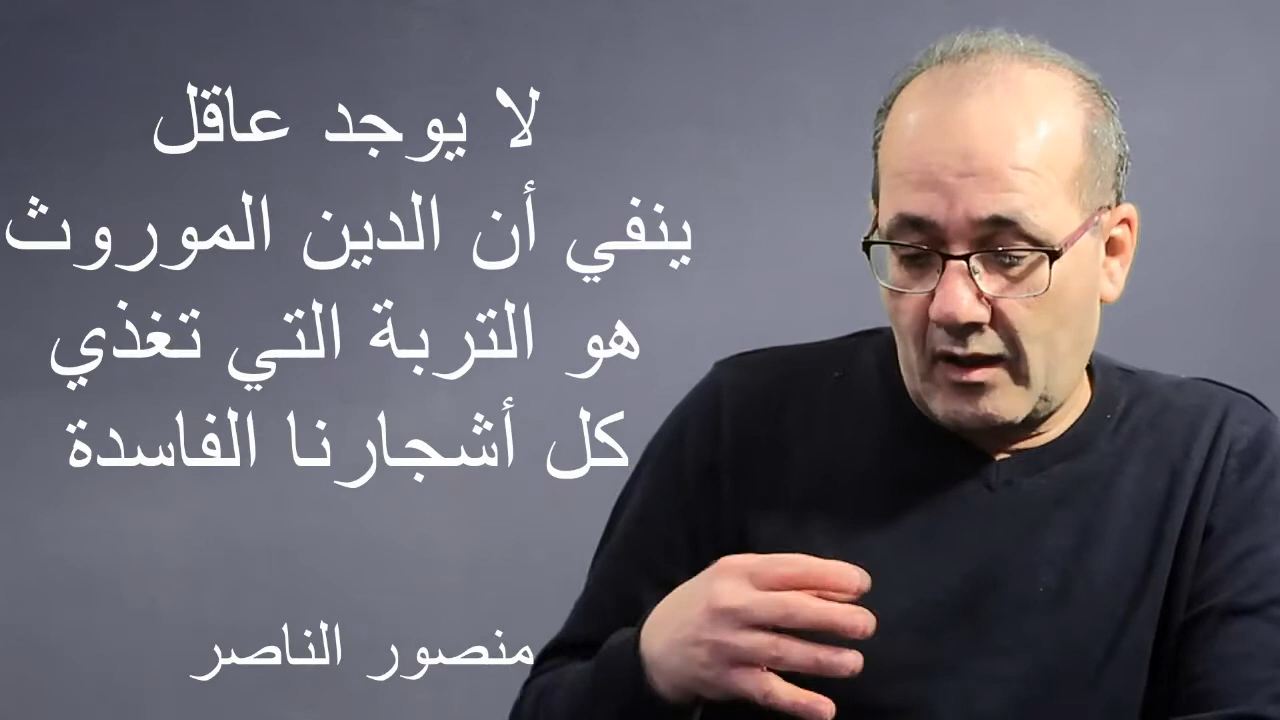 لا يوجد عاقل
ينفي أن الدين الموروث
هو التربة التي تغذي
كل أشجارنا الفاسدة
منصور الناصر